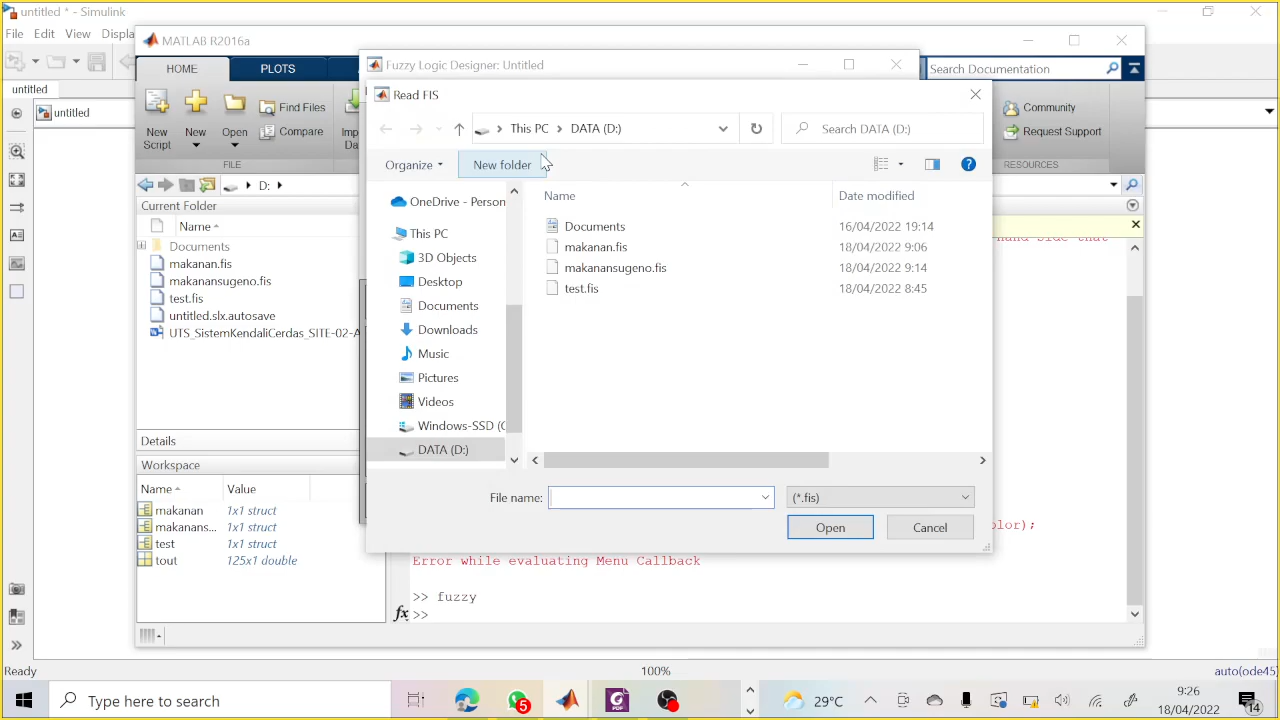 untitled * - Simulink
File Edit View Displa
untitled
untitled
MATLAB R2016a
HOME PLOTS
Search Documentation
New Script
New
Open
Find Files
Compare
FILE
Community
Request Support
RESOURCES
D:
Current Folder
Name
Documents
makanan.fis
makanansugeno.fis
test.fis
untitled.slx.autosave
UTS_SistemKendaliCerdas_SITE-02-A
Details
Workspace
Name Value
makanan 1x1 struct
makanans... 1x1 struct
test 1x1 struct
tout 125x1 double
Fuzzy Logic Designer: Untitled
Read FIS
This PC DATA (D:)
Search DATA (D:)
Organize New folder
OneDrive - Person
This PC
3D Objects
Desktop
Documents
Downloads
Music
Pictures
Videos
Windows-SSD (C
DATA (D:)
Name Date modified
Documents 16/04/2022 19:14
makanan.fis 18/04/2022 9:06
makanansugeno.fis 18/04/2022 9:14
test.fis 18/04/2022 8:45
File name: (*.fis)
Open Cancel
olor);
Error while evaluating Menu Callback
>> fuzzy
fx >>
Ready 100% auto(ode45)
Type here to search
5
PDF
29°C
9:26
18/04/2022
14